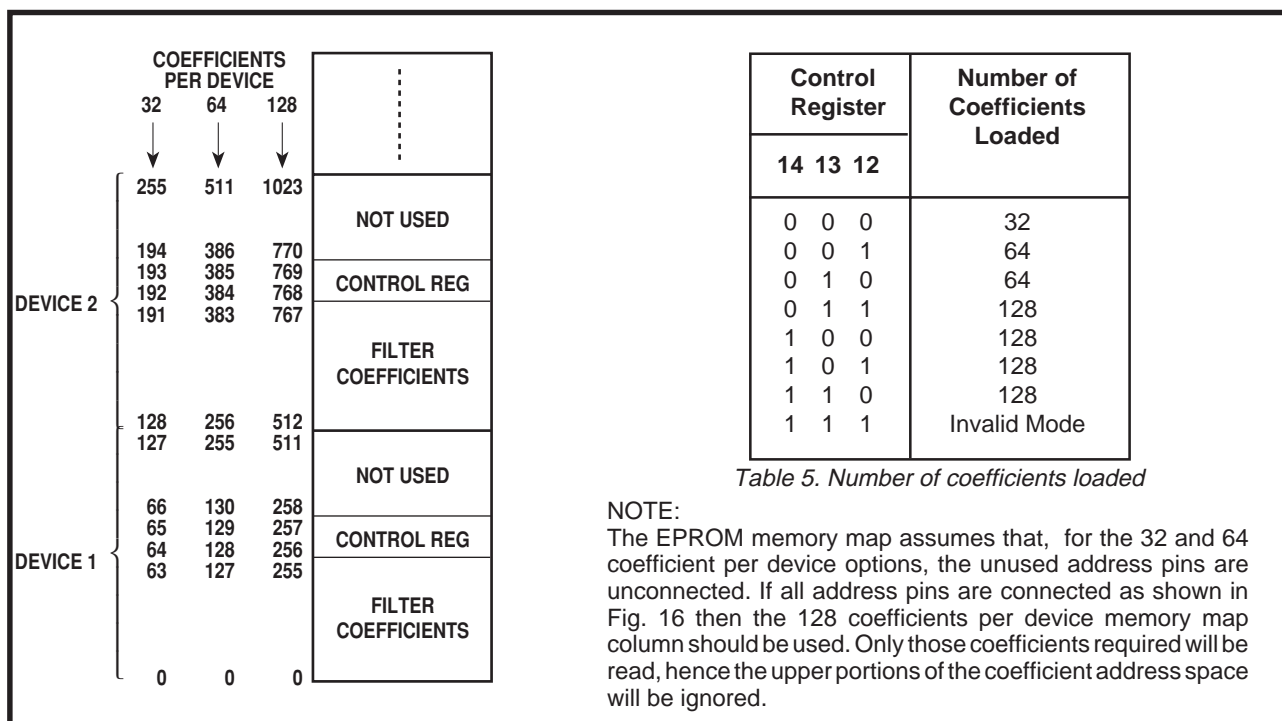 COEFFICIENTS
PER DEVICE
32 64 128
255 511 1023
NOT USED
194 386 770
193 385 769
CONTROL REG
192 384 768
DEVICE 2
191 383 767
FILTER
COEFFICIENTS
128 256 512
127 255 511
NOT USED
66 130 258
65 129 257
CONTROL REG
64 128 256
DEVICE 1
63 127 255
FILTER
COEFFICIENTS
0 0 0
Control
Register
Number of
Coefficients
Loaded
14 13 12
0 0 0 32
0 0 1 64
0 1 0 64
0 1 1 128
1 0 0 128
1 0 1 128
1 1 0 128
1 1 1 Invalid Mode
Table 5. Number of coefficients loaded
NOTE:
The EPROM memory map assumes that, for the 32 and 64
coefficient per device options, the unused address pins are
unconnected. If all address pins are connected as shown in
Fig. 16 then the 128 coefficients per device memory map
column should be used. Only those coefficients required will be
read, hence the upper portions of the coefficient address space
will be ignored.